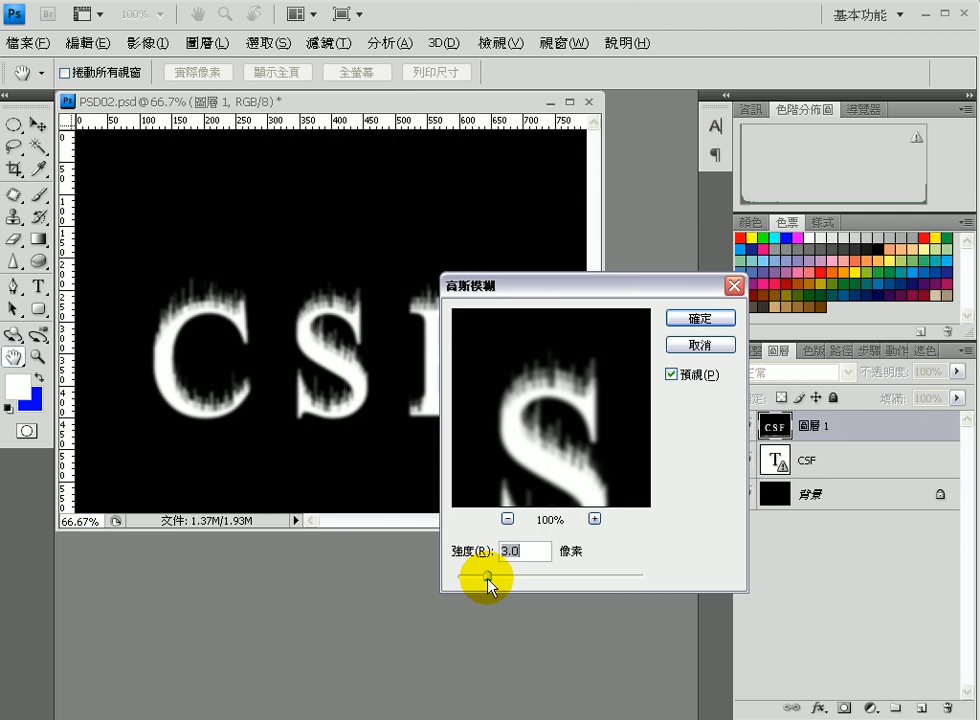 Ps Br 100% 基本功能
檔案(F) 編輯(E) 影像(I) 圖層(L) 選取(S) 濾鏡(T) 分析(A) 3D(D) 檢視(V) 視窗(W) 說明(H)
捲動所有視窗 實際像素 顯示全頁 全螢幕 列印尺寸
PSD02.psd @ 66.7% (圖層 1, RGB/8) *
0 50 100 150 200 250 300 350 400 450 500 550 600 650 700 750
資訊 色階分佈圖 導覽器
顏色 色票 樣式
C S
高斯模糊
S
確定
取消
預視(P)
100%
強度(R): 3.0 像素
66.67% 文件: 1.37M/1.93M
圖層 色版 路徑 步驟 動作 遮色
常 不透明度: 100%
填滿: 100%
CSF 圖層 1
T CSF
背景